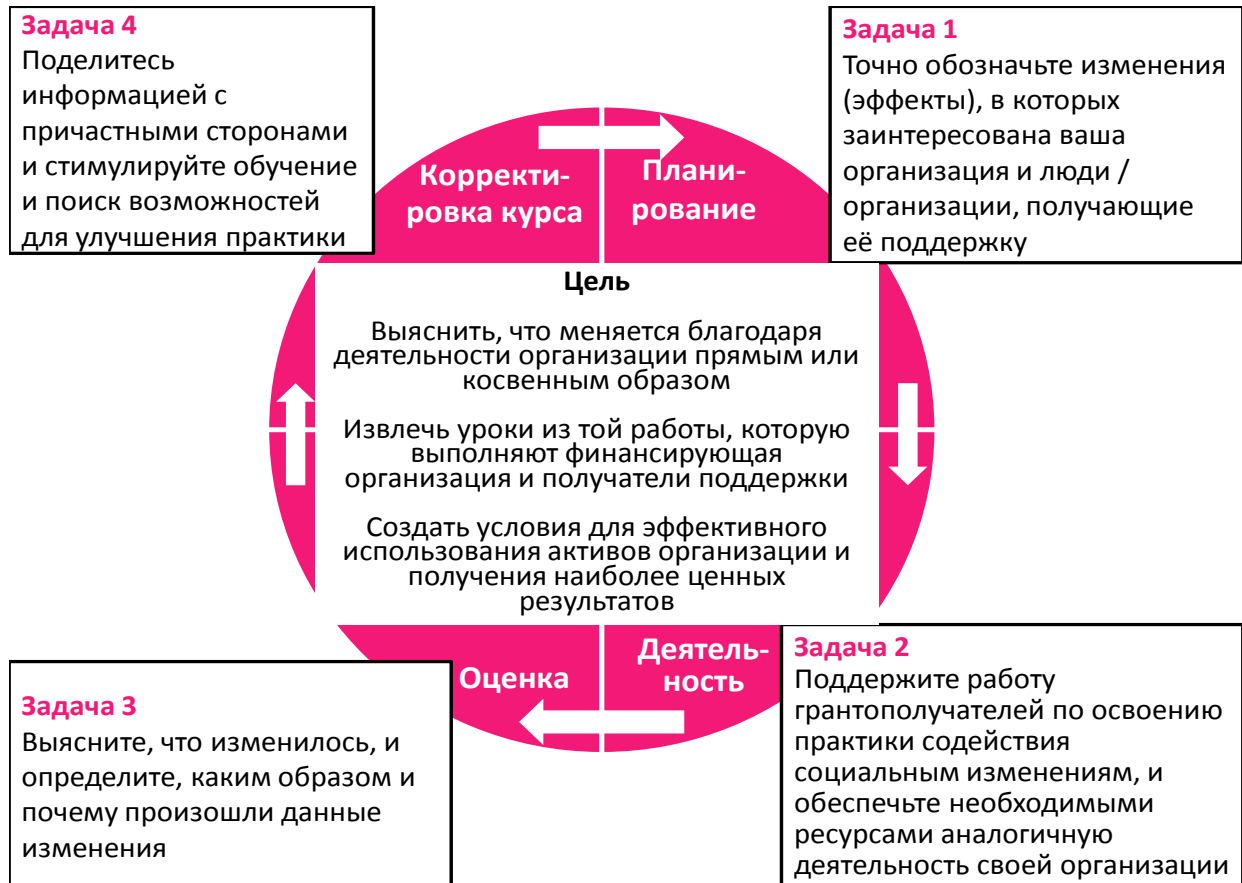 Задача 4
Поделитесь
информацией с
причастными сторонами
и стимулируйте обучение
и поиск возможностей
для улучшения практики
Задача 1
Точно обозначьте изменения
(эффекты), в которых
заинтересована ваша
организация и люди /
организации, получающие
её поддержку
Корректи-
ровка курса
Плани-
рование
Цель
Выяснить, что меняется благодаря
деятельности организации прямым или
косвенным образом
Извлечь уроки из той работы, которую
выполняют финансирующая
организация и получатели поддержки
Создать условия для эффективного
использования активов организации и
получения наиболее ценных
результатов
Оценка
Деятель-
ность
Задача 3
Выясните, что изменилось, и
определите, каким образом и
почему произошли данные
изменения
Задача 2
Поддержите работу
грантополучателей по освоению
практики содействия
социальным изменениям, и
обеспечьте необходимыми
ресурсами аналогичную
деятельность своей организации